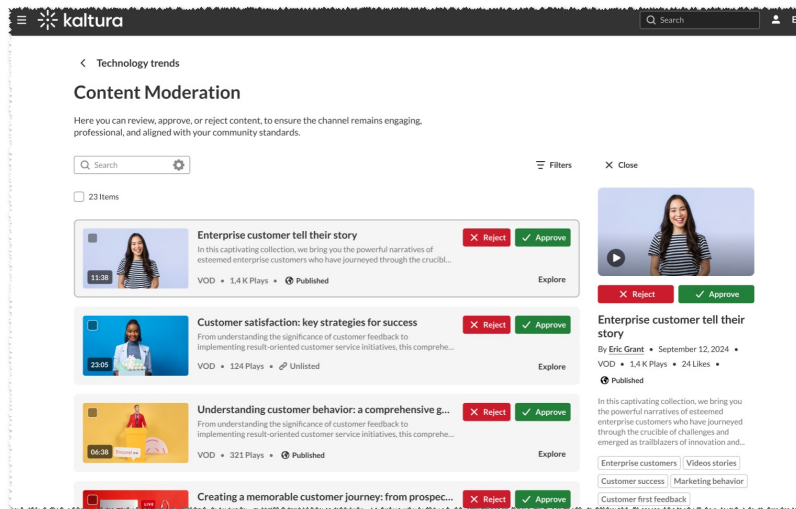 kaltura
Search
E
Technology trends
Content Moderation
Here you can review, approve, or reject content, to ensure the channel remains engaging,
professional, and aligned with your community standards.
Search
Filters
Close
23 Items
11:38
Enterprise customer tell their story
In this captivating collection, we bring you the powerful narratives of
esteemed enterprise customers who have journeyed through the crucibl...
VOD • 1,4 K Plays • Published
Reject
Approve
Explore
23:05
Customer satisfaction: key strategies for success
From understanding the significance of customer feedback to
implementing result-oriented customer service initiatives, this comprehe...
VOD • 124 Plays • Unlisted
Reject
Approve
Explore
06:38
Understanding customer behavior: a comprehensive g...
From understanding the significance of customer feedback to
implementing result-oriented customer service initiatives, this comprehe...
VOD • 321 Plays • Published
Reject
Approve
Explore
LIVE
Creating a memorable customer journey: from prospec...
Reject
Approve
Reject
Approve
Enterprise customer tell their
story
By Eric Grant • September 12, 2024 •
VOD • 1,4 K Plays • 24 Likes •
Published
In this captivating collection, we bring you
the powerful narratives of esteemed
enterprise customers who have journeyed
through the crucible of challenges and
emerged as trailblazers of innovation and...
Enterprise customers
Videos stories
Customer success
Marketing behavior
Customer first feedback